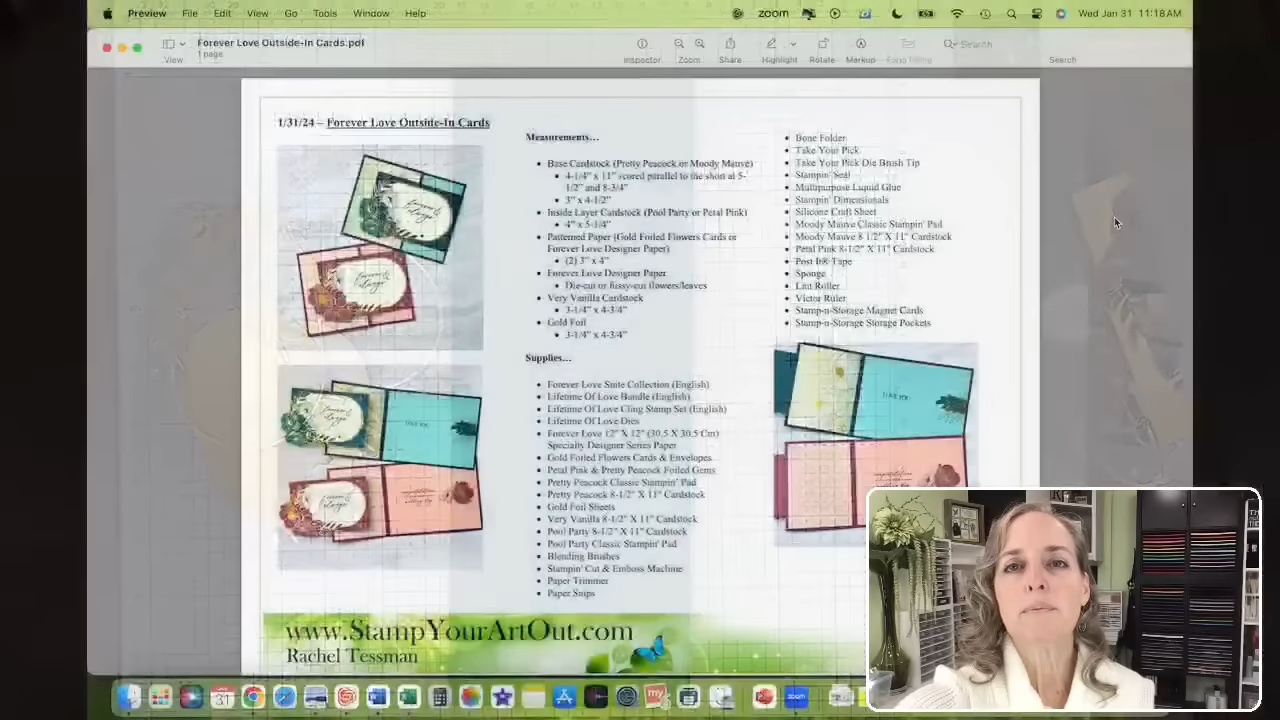 Preview File Edit View Go Tools Window Help
zoom
Wed Jan 31 11:18 AM
Forever Love Outside-In Cards.pdf
1 page
View
Inspector
Zoom
Share
Highlight
Rotate
Markup
Form Filling
Search
Search
1/31/24 – Forever Love Outside-In Cards
Measurements…
Base Cardstock (Pretty Peacock or Moody Mauve)
4-1/4” x 11” scored parallel to the short at 5-
1/2” and 8-3/4”
3” x 4-1/2”
Inside Layer Cardstock (Pool Party or Petal Pink)
4” x 5-1/4”
Patterned Paper (Gold Foiled Flowers Cards or
Forever Love Designer Paper)
(2) 3” x 4”
Forever Love Designer Paper
Die-cut or fussy-cut flowers/leaves
Very Vanilla Cardstock
3-1/4” x 4-3/4”
Gold Foil
3-1/4” x 4-3/4”
Supplies…
Forever Love Suite Collection (English)
Lifetime Of Love Bundle (English)
Lifetime Of Love Cling Stamp Set (English)
Lifetime Of Love Dies
Forever Love 12” X 12” (30.5 X 30.5 Cm)
Specialty Designer Series Paper
Gold Foiled Flowers Cards & Envelopes
Petal Pink & Pretty Peacock Foiled Gems
Pretty Peacock Classic Stampin’ Pad
Pretty Peacock 8-1/2” X 11” Cardstock
Gold Foil Sheets
Very Vanilla 8-1/2” X 11” Cardstock
Pool Party 8-1/2” X 11” Cardstock
Pool Party Classic Stampin’ Pad
Blending Brushes
Stampin’ Cut & Emboss Machine
Paper Trimmer
Paper Snips
Bone Folder
Take Your Pick
Take Your Pick Die Brush Tip
Stampin’ Seal
Multipurpose Liquid Glue
Stampin’ Dimensionals
Silicone Craft Sheet
Moody Mauve Classic Stampin’ Pad
Moody Mauve 8 1/2” X 11” Cardstock
Petal Pink 8-1/2” X 11” Cardstock
Post It® Tape
Sponge
Lint Roller
Victor Ruler
Stamp-n-Storage Magnet Cards
Stamp-n-Storage Storage Pockets
www.StampYourArtOut.com
Rachel Tessman
zoom